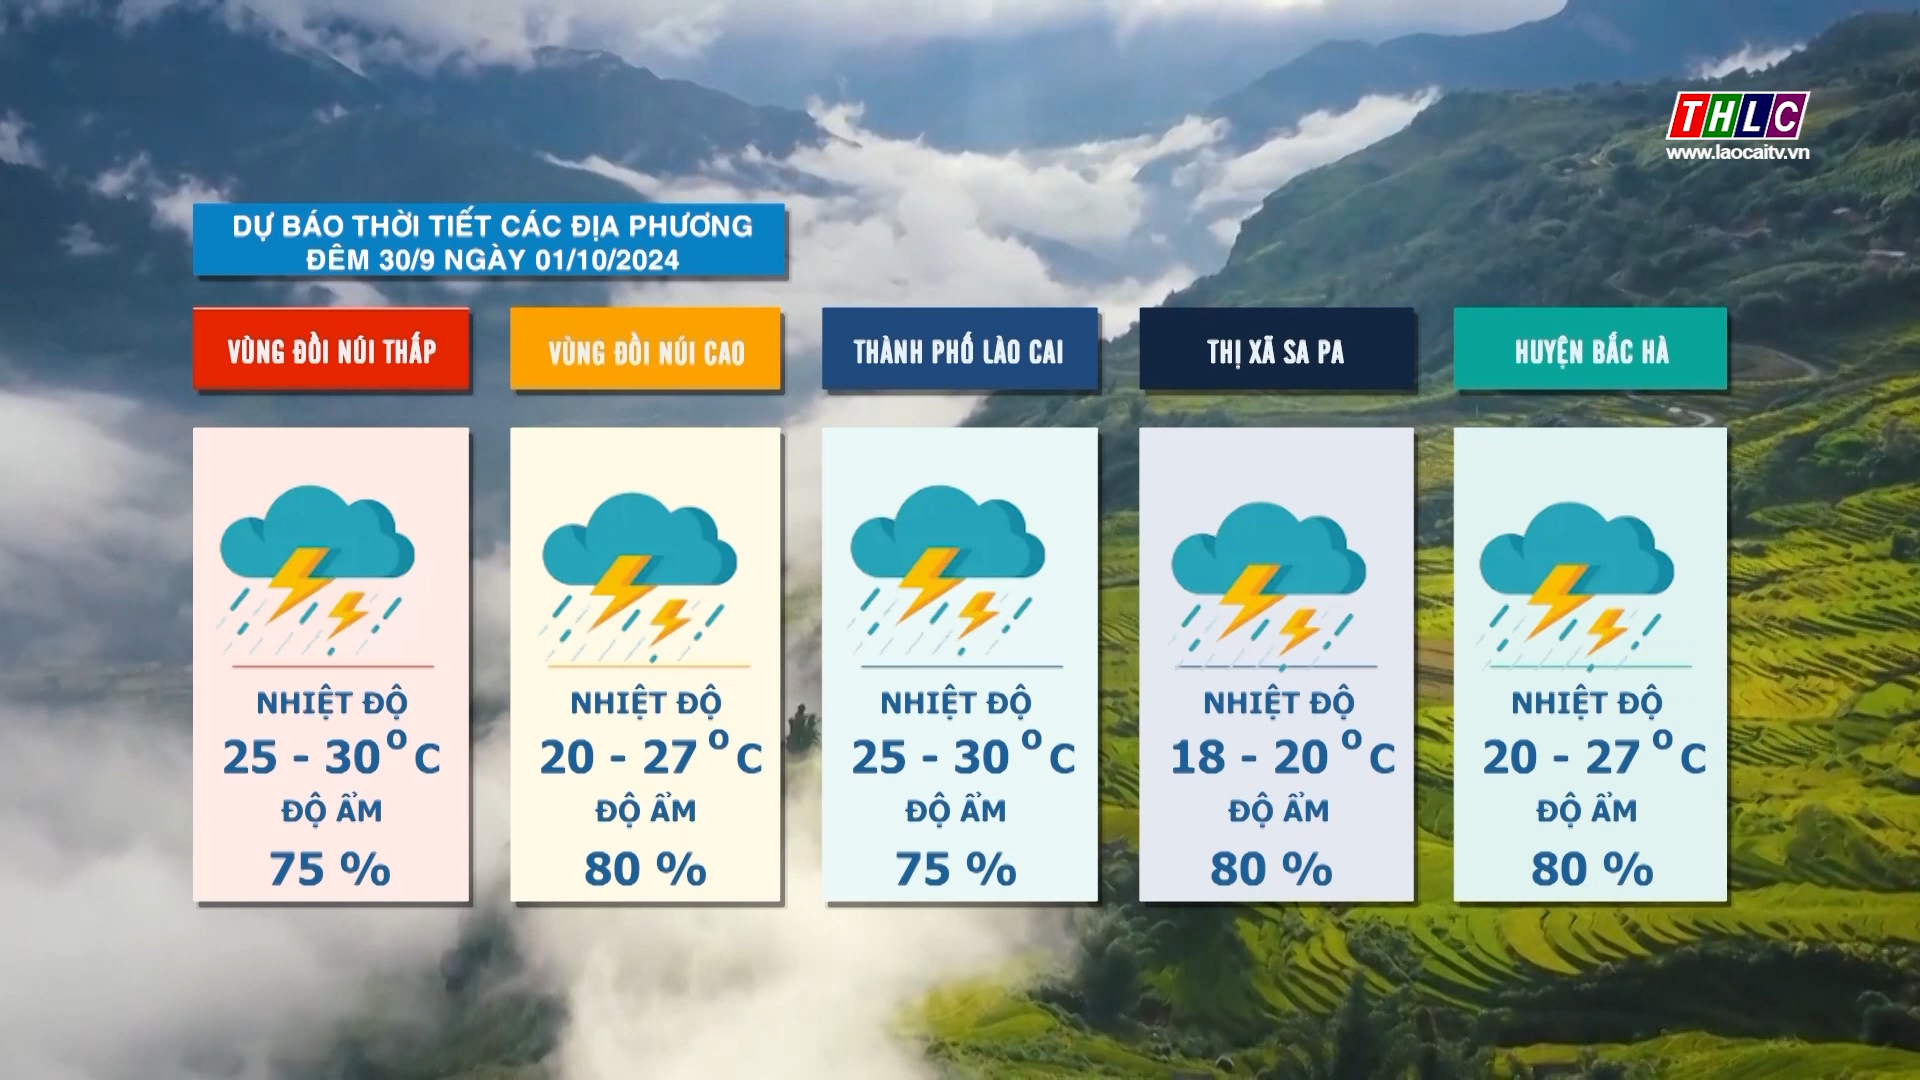 THLC
www.laocaitv.vn
DỰ BÁO THỜI TIẾT CÁC ĐỊA PHƯƠNG
ĐÊM 30/9 NGÀY 01/10/2024
VÙNG ĐỒI NÚI THẤP
NHIỆT ĐỘ
25 - 30 °C
ĐỘ ẨM
75 %
VÙNG ĐỒI NÚI CAO
NHIỆT ĐỘ
20 - 27 °C
ĐỘ ẨM
80 %
THÀNH PHỐ LÀO CAI
NHIỆT ĐỘ
25 - 30 °C
ĐỘ ẨM
75 %
THỊ XÃ SA PA
NHIỆT ĐỘ
18 - 20 °C
ĐỘ ẨM
80 %
HUYỆN BẮC HÀ
NHIỆT ĐỘ
20 - 27 °C
ĐỘ ẨM
80 %